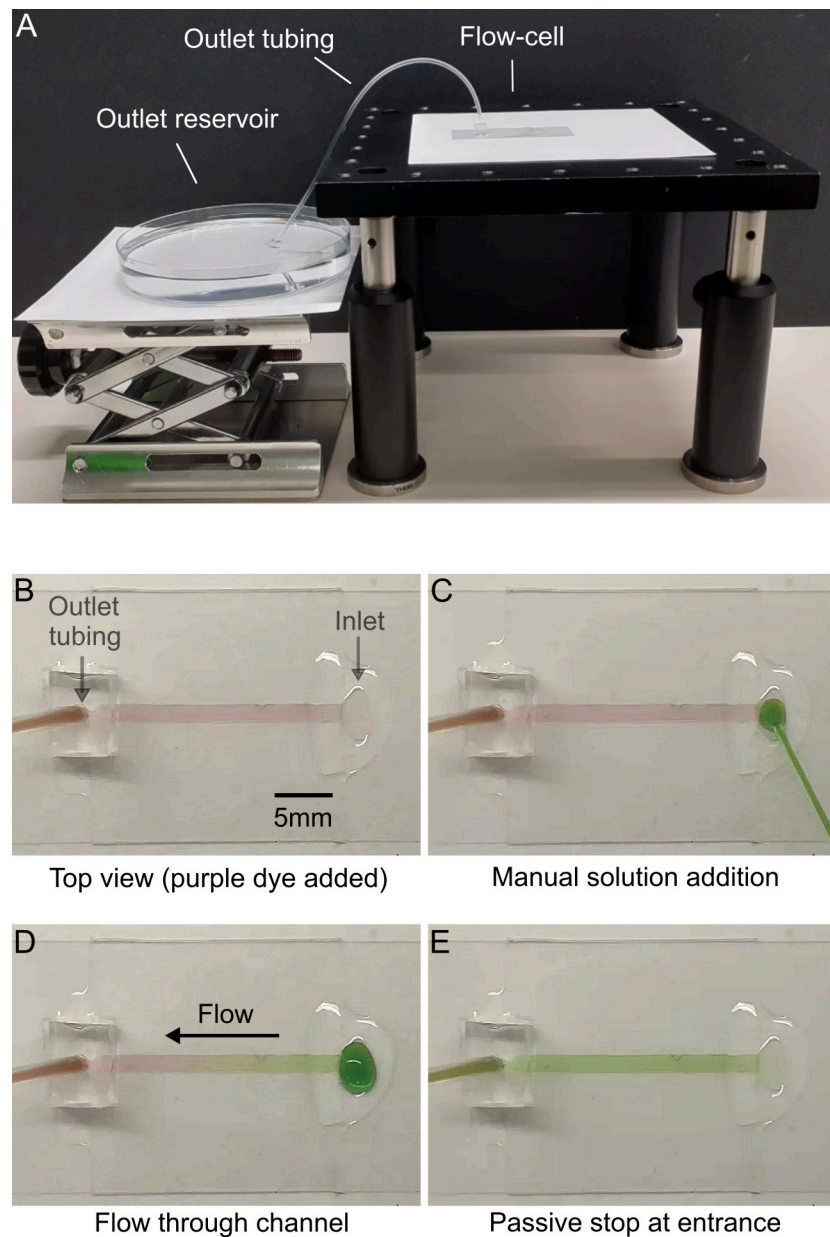 A
Outlet tubing
Flow-cell
Outlet reservoir
B
Outlet
tubing
Inlet
5mm
Top view (purple dye added)
C
Manual solution addition
D
Flow
Flow through channel
E
Passive stop at entrance